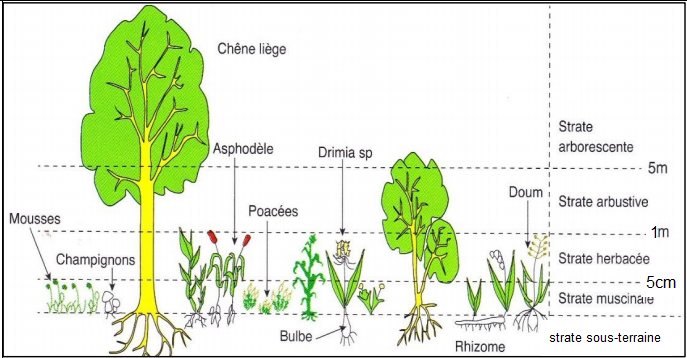 Chêne liège
Strate
arborescente
Asphodèle
Drimia sp
5m
Doum
Strate arbustive
Poacées
Mousses
1m
Champignons
Strate herbacée
5cm
Strate muscinale
Bulbe
Rhizome
strate sous-terraine